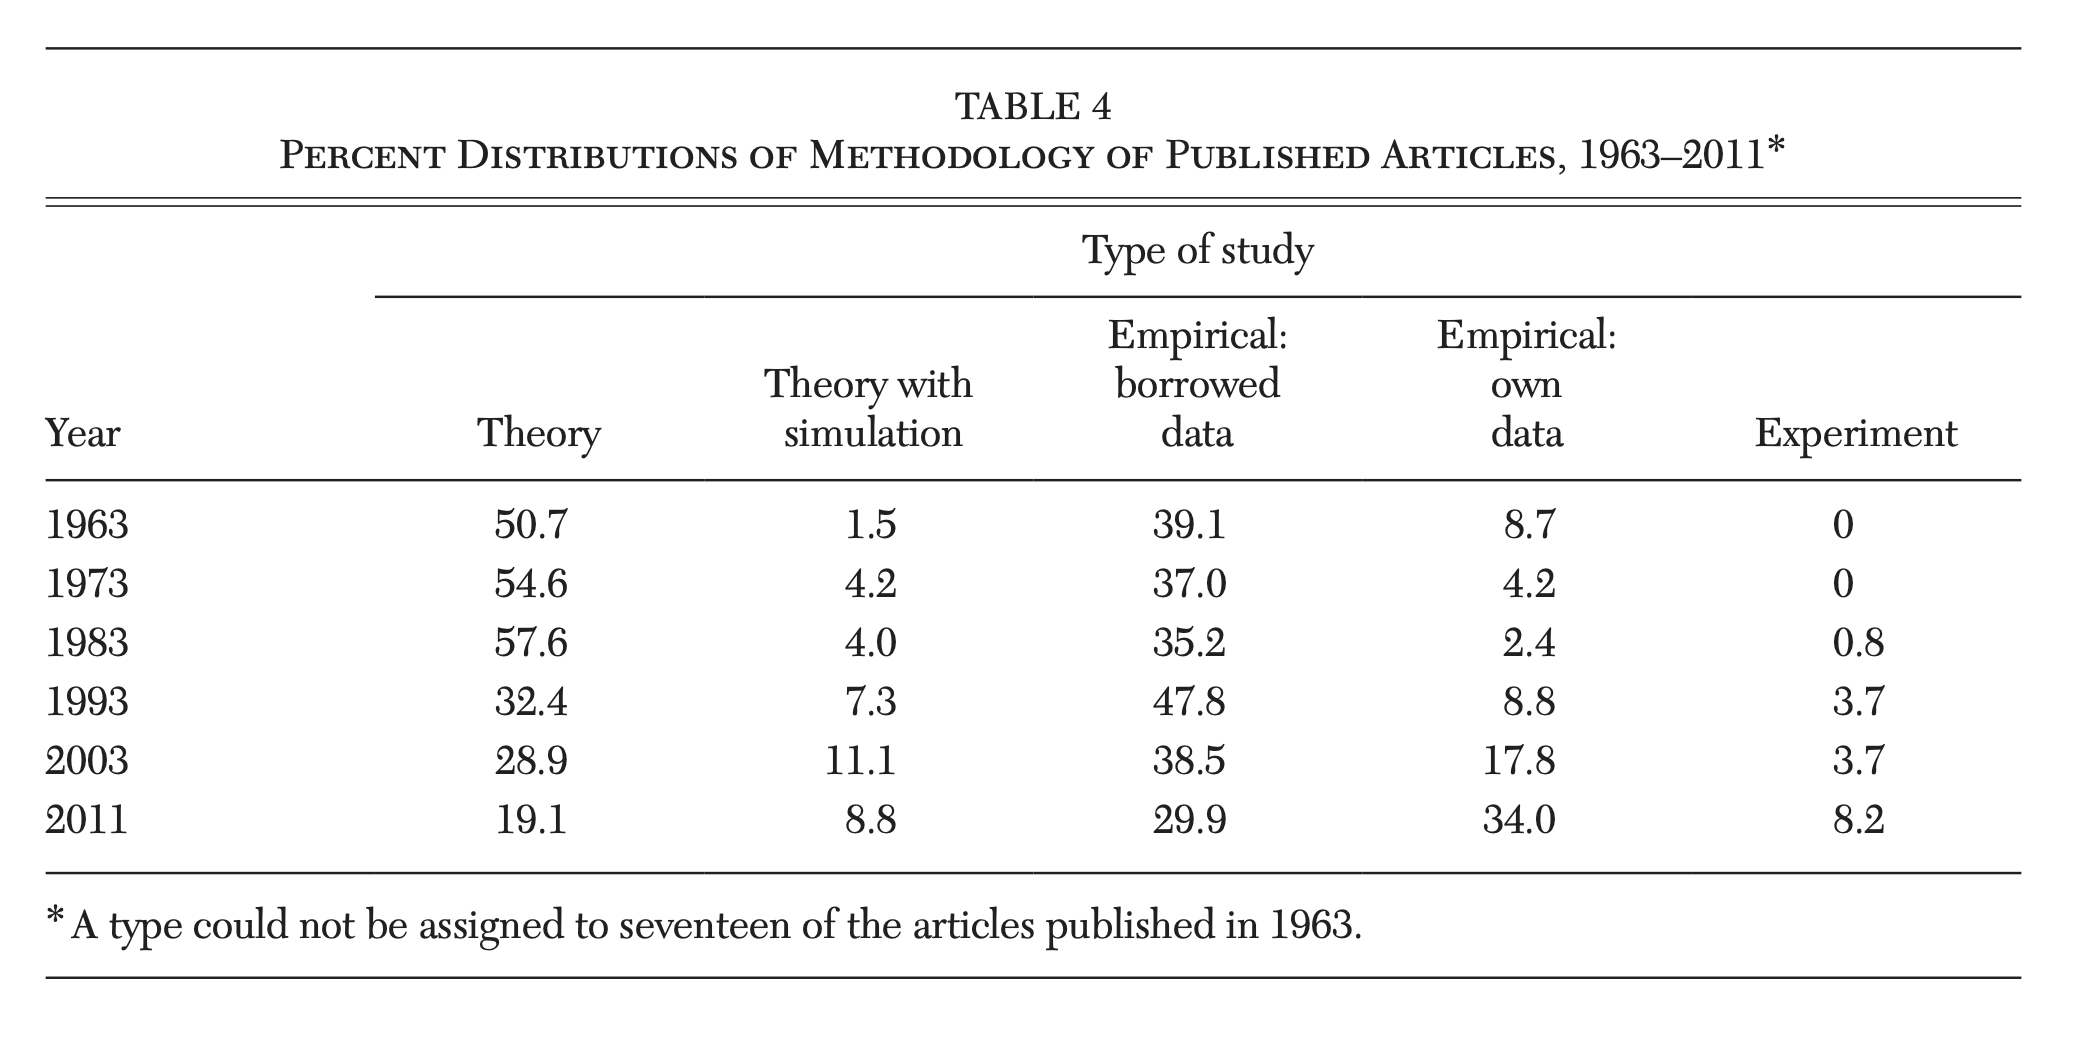 TABLE 4
Percent Distributions of Methodology of Published Articles, 1963–2011*
Type of study
Year Theory Theory with simulation Empirical: borrowed data Empirical: own data Experiment
1963 50.7 1.5 39.1 8.7 0
1973 54.6 4.2 37.0 4.2 0
1983 57.6 4.0 35.2 2.4 0.8
1993 32.4 7.3 47.8 8.8 3.7
2003 28.9 11.1 38.5 17.8 3.7
2011 19.1 8.8 29.9 34.0 8.2
* A type could not be assigned to seventeen of the articles published in 1963.